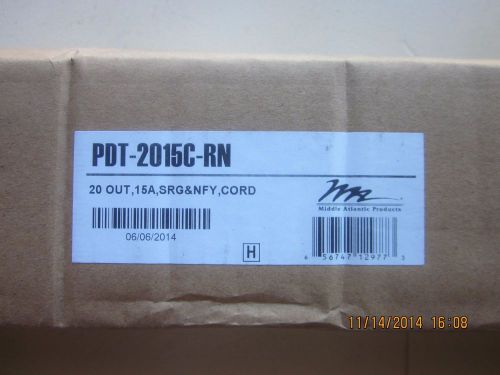 PDT-2015C-RN
20 OUT,15A,SRG&NFY,CORD
Middle Atlantic Products
06/06/2014
H
6 56747 12977 3
11/14/2014 16:08